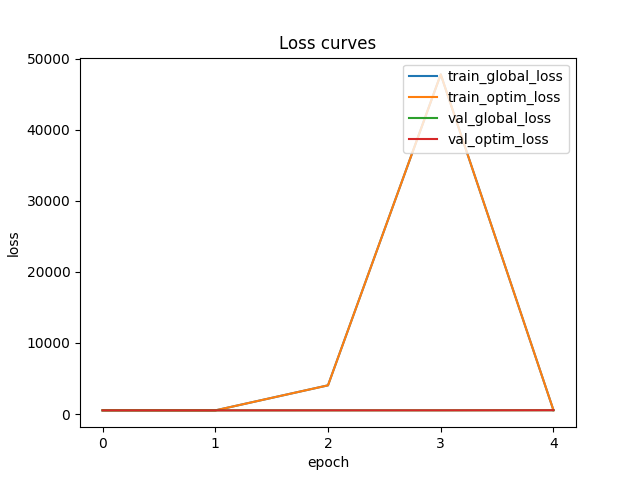 Loss curves
50000
40000
30000
20000
10000
0
loss
train_global_loss
train_optim_loss
val_global_loss
val_optim_loss
0 1 2 3 4
epoch